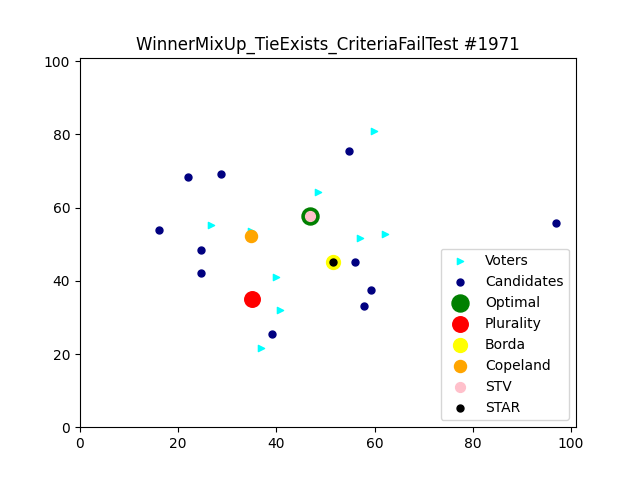 WinnerMixUp_TieExists_CriteriaFailTest #1971
100
80
60
40
20
0
0 20 40 60 80 100
Voters
Candidates
Optimal
Plurality
Borda
Copeland
STV
STAR